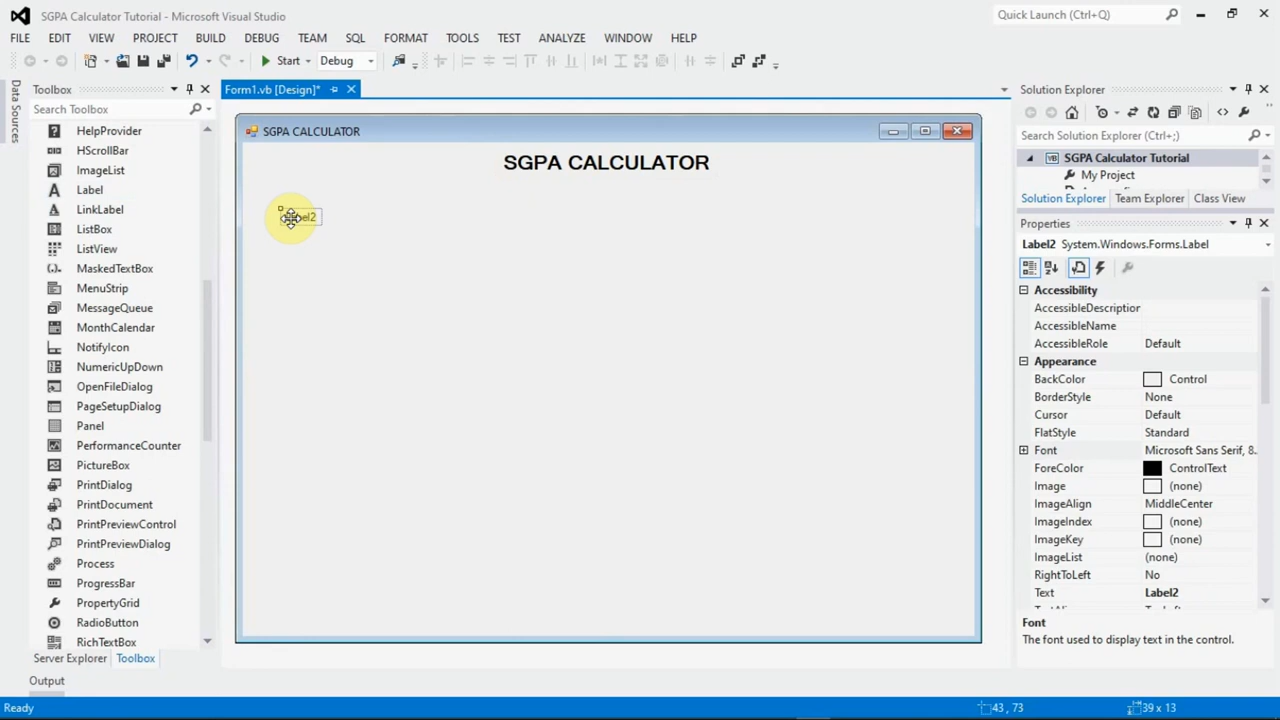 SGPA Calculator Tutorial - Microsoft Visual Studio
Quick Launch (Ctrl+Q)
FILE EDIT VIEW PROJECT BUILD DEBUG TEAM SQL FORMAT TOOLS TEST ANALYZE WINDOW HELP
Start Debug
Data Sources
Toolbox
Search Toolbox
HelpProvider
HScrollBar
ImageList
Label
LinkLabel
ListBox
ListView
MaskedTextBox
MenuStrip
MessageQueue
MonthCalendar
NotifyIcon
NumericUpDown
OpenFileDialog
PageSetupDialog
Panel
PerformanceCounter
PictureBox
PrintDialog
PrintDocument
PrintPreviewControl
PrintPreviewDialog
Process
ProgressBar
PropertyGrid
RadioButton
RichTextBox
Server Explorer Toolbox
Output
Form1.vb [Design]*
SGPA CALCULATOR
SGPA CALCULATOR
Solution Explorer
Search Solution Explorer (Ctrl+;)
VB SGPA Calculator Tutorial
My Project
Solution Explorer Team Explorer Class View
Properties
Label2 System.Windows.Forms.Label
Accessibility
AccessibleDescription
AccessibleName
AccessibleRole Default
Appearance
BackColor Control
BorderStyle None
Cursor Default
FlatStyle Standard
Font Microsoft Sans Serif, 8..
ForeColor ControlText
Image (none)
ImageAlign MiddleCenter
ImageIndex (none)
ImageKey (none)
ImageList (none)
RightToLeft No
Text Label2
Font
The font used to display text in the control.
Ready
43 , 73
39 x 13